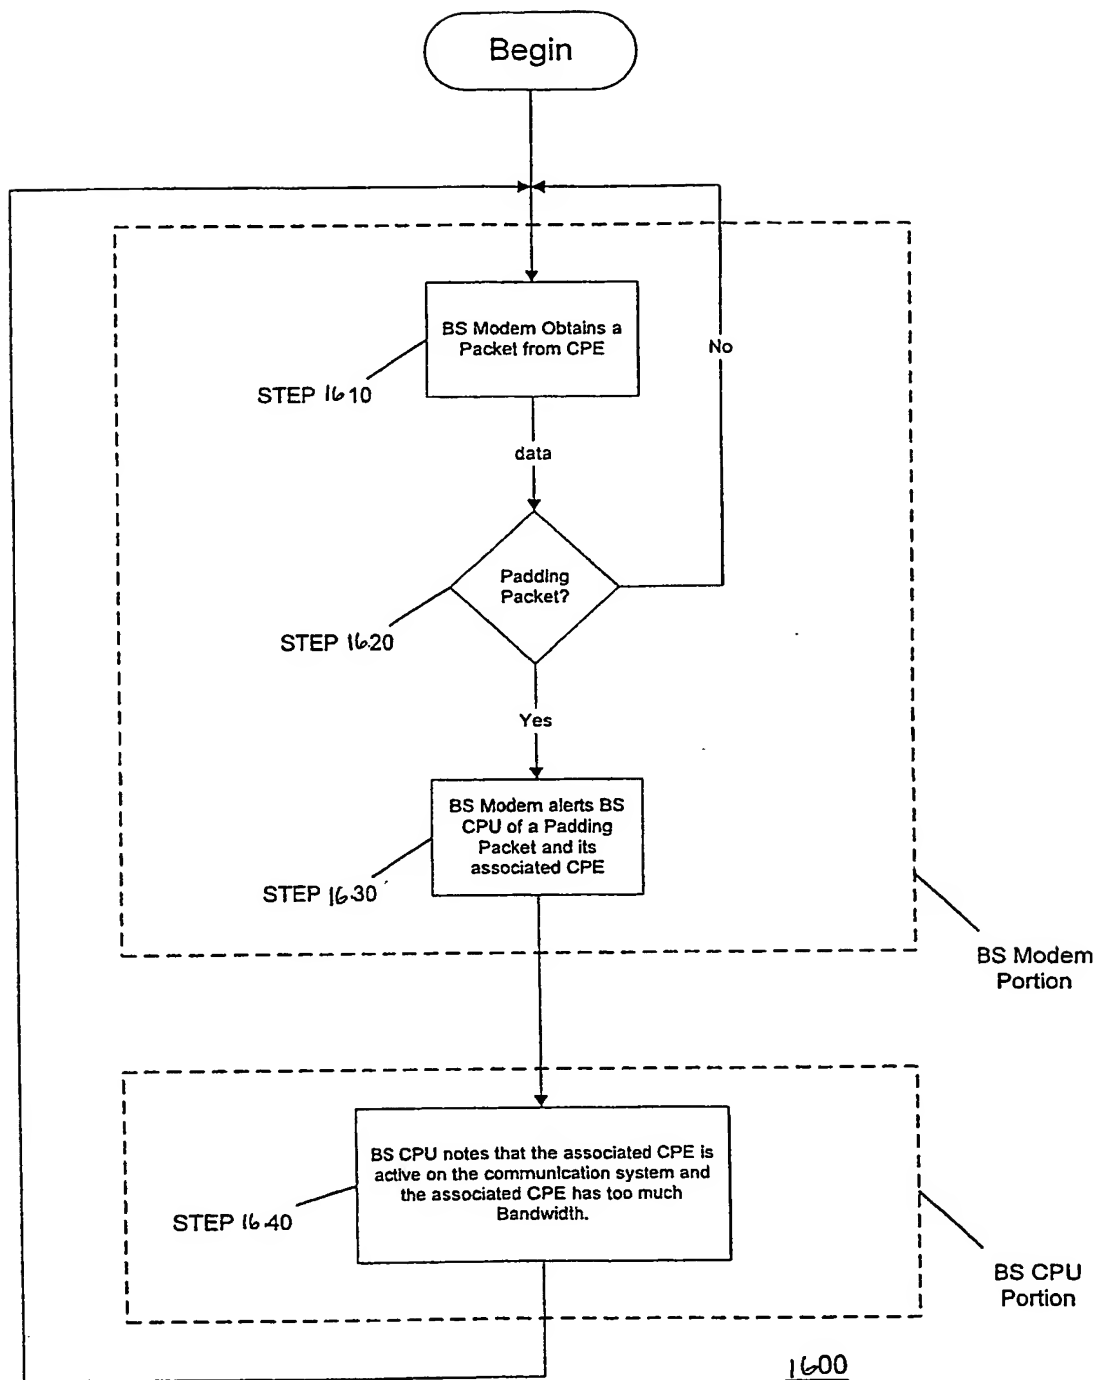 Begin
BS Modem Obtains a
Packet from CPE
No
STEP 1610
data
Padding
Packet?
STEP 1620
Yes
BS Modem alerts BS
CPU of a Padding
Packet and its
associated CPE
STEP 1630
BS Modem
Portion
BS CPU notes that the associated CPE is
active on the communication system and
the associated CPE has too much
Bandwidth.
STEP 1640
BS CPU
Portion
1600